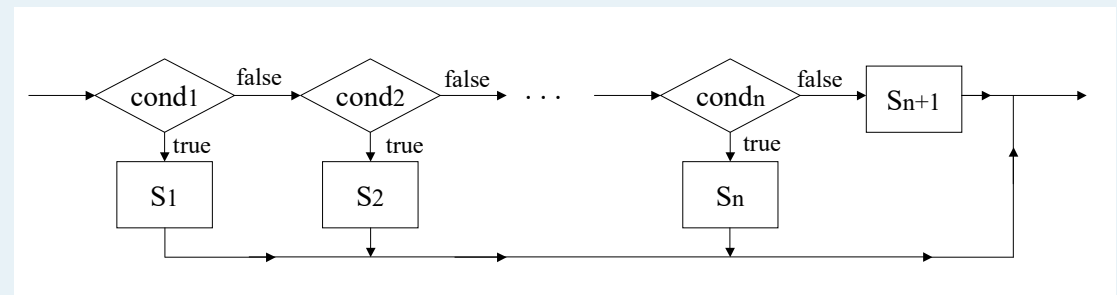 false
false
false
cond1
cond2
. . .
condn
Sn+1
true
true
true
S1
S2
Sn